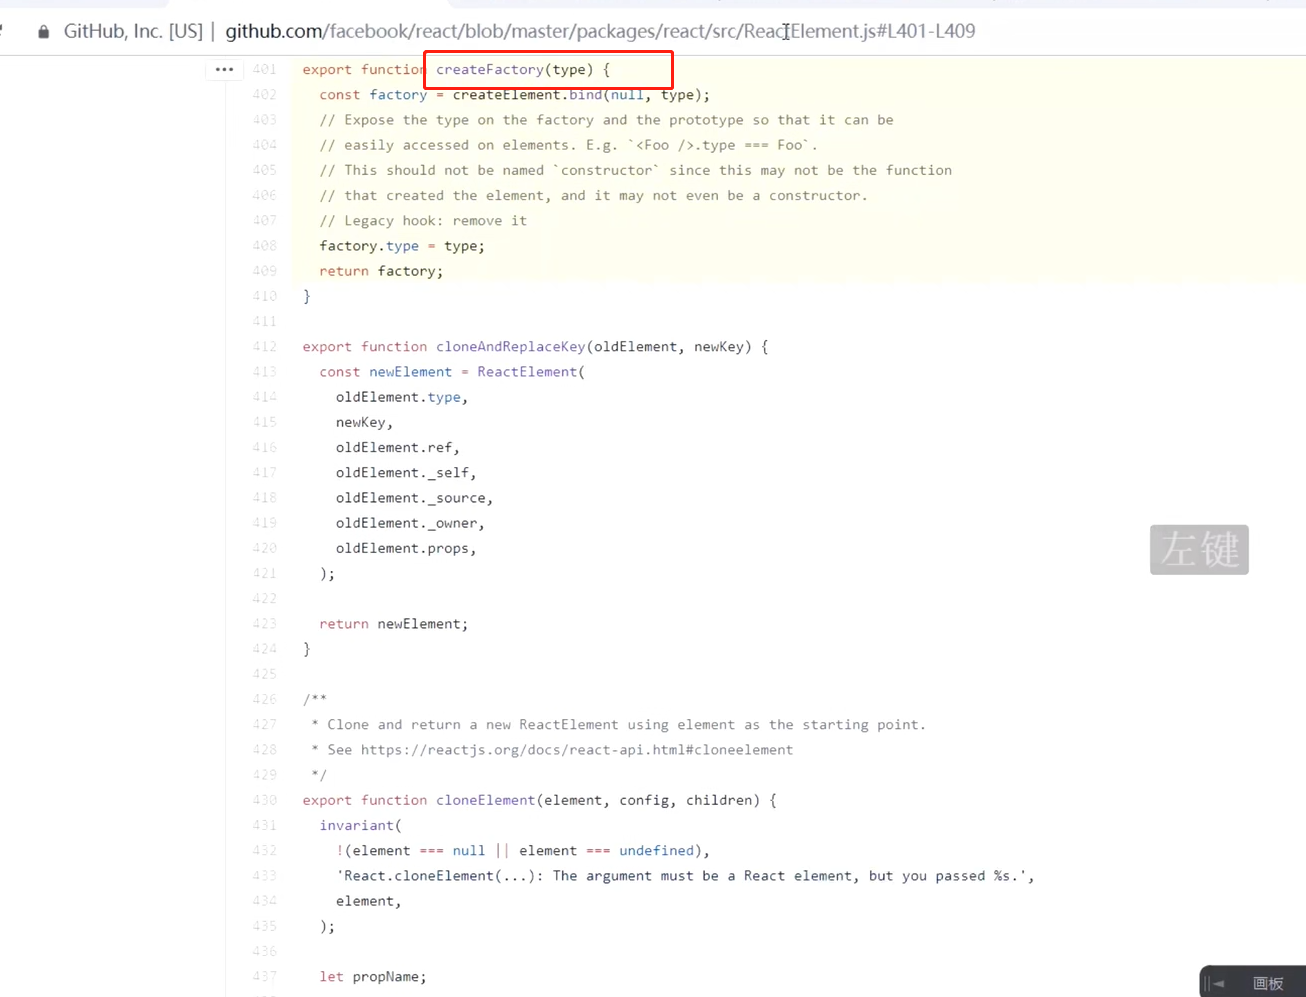 GitHub, Inc. [US] | github.com/facebook/react/blob/master/packages/react/src/ReactElement.js#L401-L409
401 export function createFactory(type) {
402 const factory = createElement.bind(null, type);
403 // Expose the type on the factory and the prototype so that it can be
404 // easily accessed on elements. E.g. `<Foo />.type === Foo`.
405 // This should not be named `constructor` since this may not be the function
406 // that created the element, and it may not even be a constructor.
407 // Legacy hook: remove it
408 factory.type = type;
409 return factory;
410 }
411
412 export function cloneAndReplaceKey(oldElement, newKey) {
413 const newElement = ReactElement(
414 oldElement.type,
415 newKey,
416 oldElement.ref,
417 oldElement._self,
418 oldElement._source,
419 oldElement._owner,
420 oldElement.props,
421 );
422
423 return newElement;
424 }
425
426 /**
427 * Clone and return a new ReactElement using element as the starting point.
428 * See https://reactjs.org/docs/react-api.html#cloneelement
429 */
430 export function cloneElement(element, config, children) {
431 invariant(
432 !(element === null || element === undefined),
433 'React.cloneElement(...): The argument must be a React element, but you passed %s.',
434 element,
435 );
436
437 let propName;
左键
画板